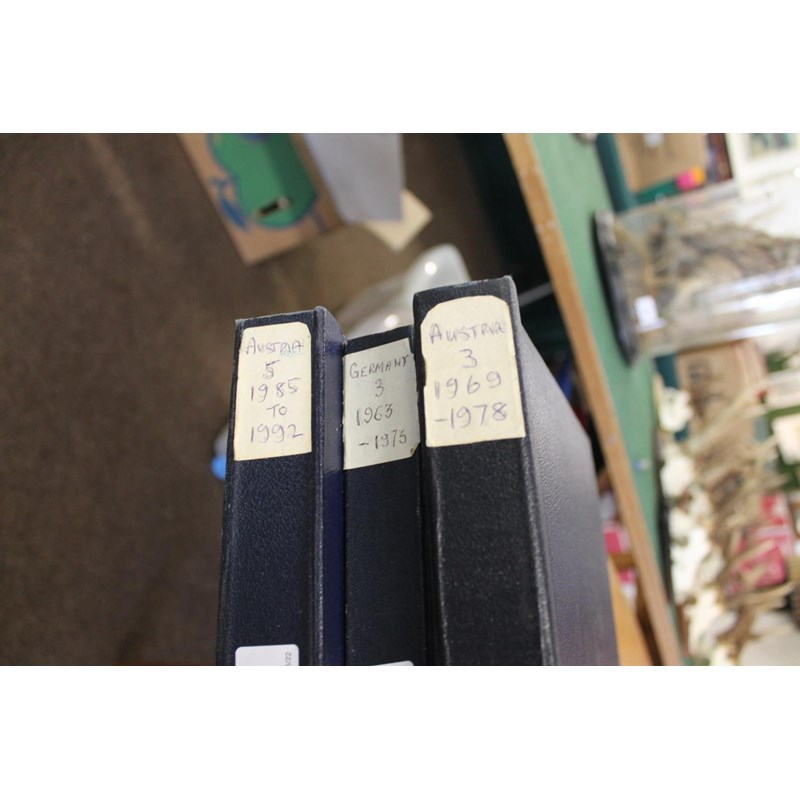 AUSTRIA
5
1985
TO
1992
GERMANY
3
1963
-1975
AUSTRIA
3
1969
-1978